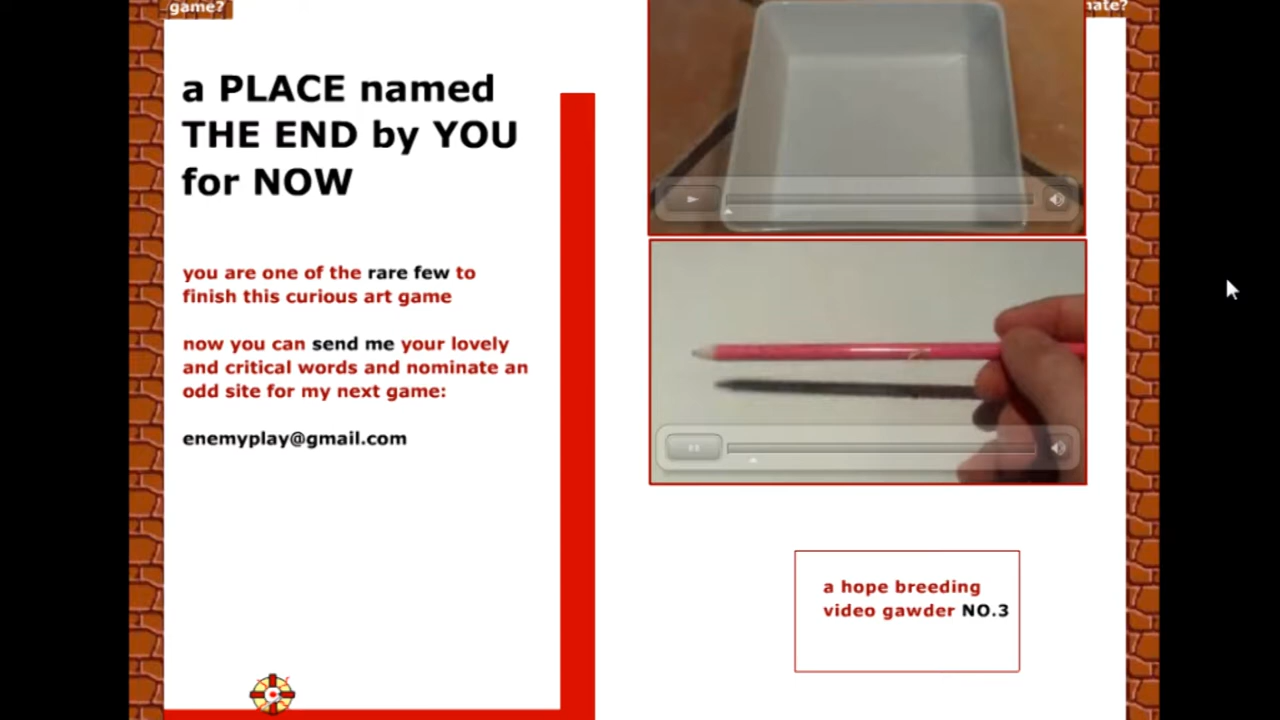 game?
a PLACE named
THE END by YOU
for NOW
you are one of the rare few to
finish this curious art game
now you can send me your lovely
and critical words and nominate an
odd site for my next game:
enemyplay@gmail.com
a hope breeding
video gawder NO.3